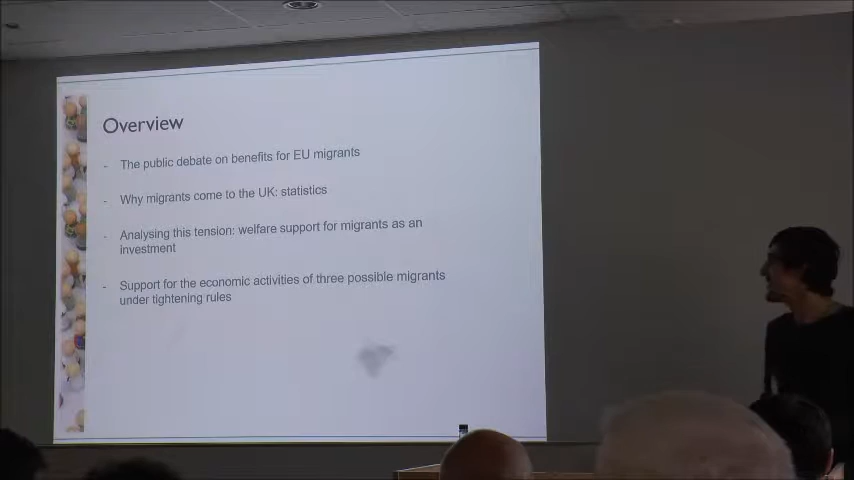 Overview
- The public debate on benefits for EU migrants
- Why migrants come to the UK: statistics
- Analysing this tension: welfare support for migrants as an
investment
- Support for the economic activities of three possible migrants
under tightening rules